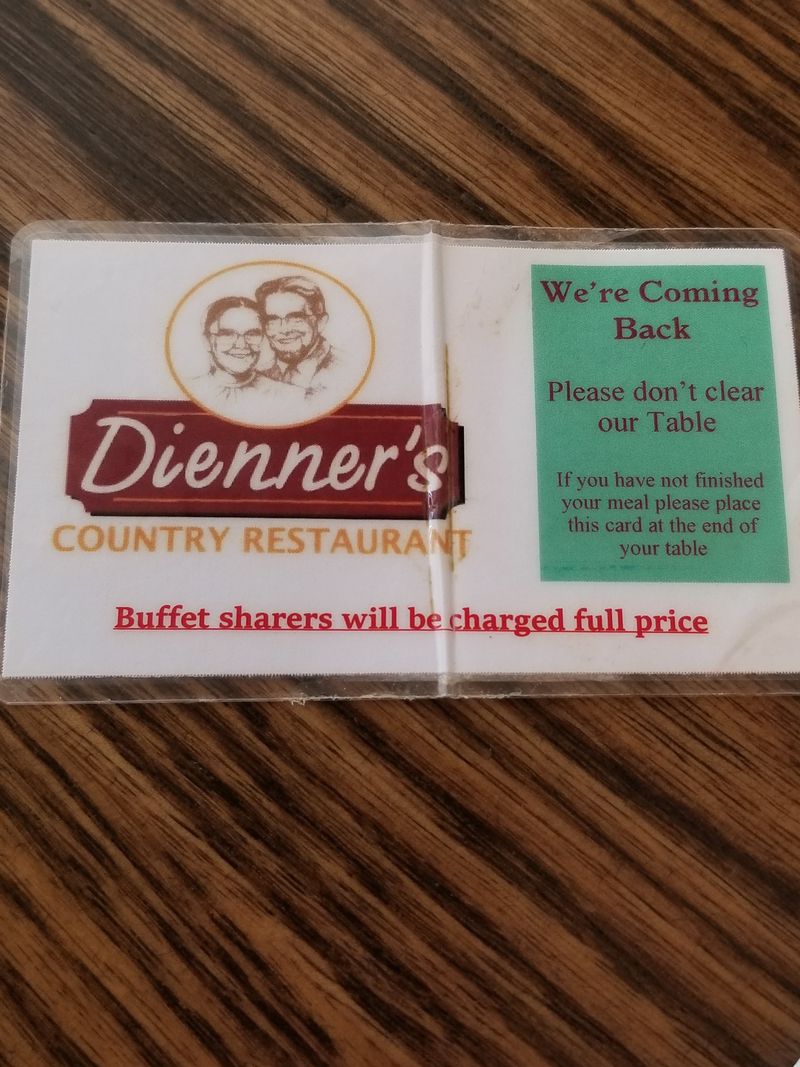 Dienner's
COUNTRY RESTAURANT
We're Coming
Back
Please don't clear
our Table
If you have not finished
your meal please place
this card at the end of
your table
Buffet sharers will be charged full price